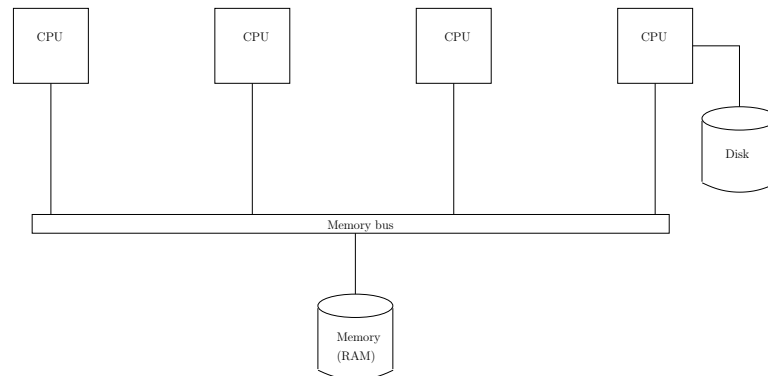 CPU
CPU
CPU
CPU
Disk
Memory bus
Memory
(RAM)